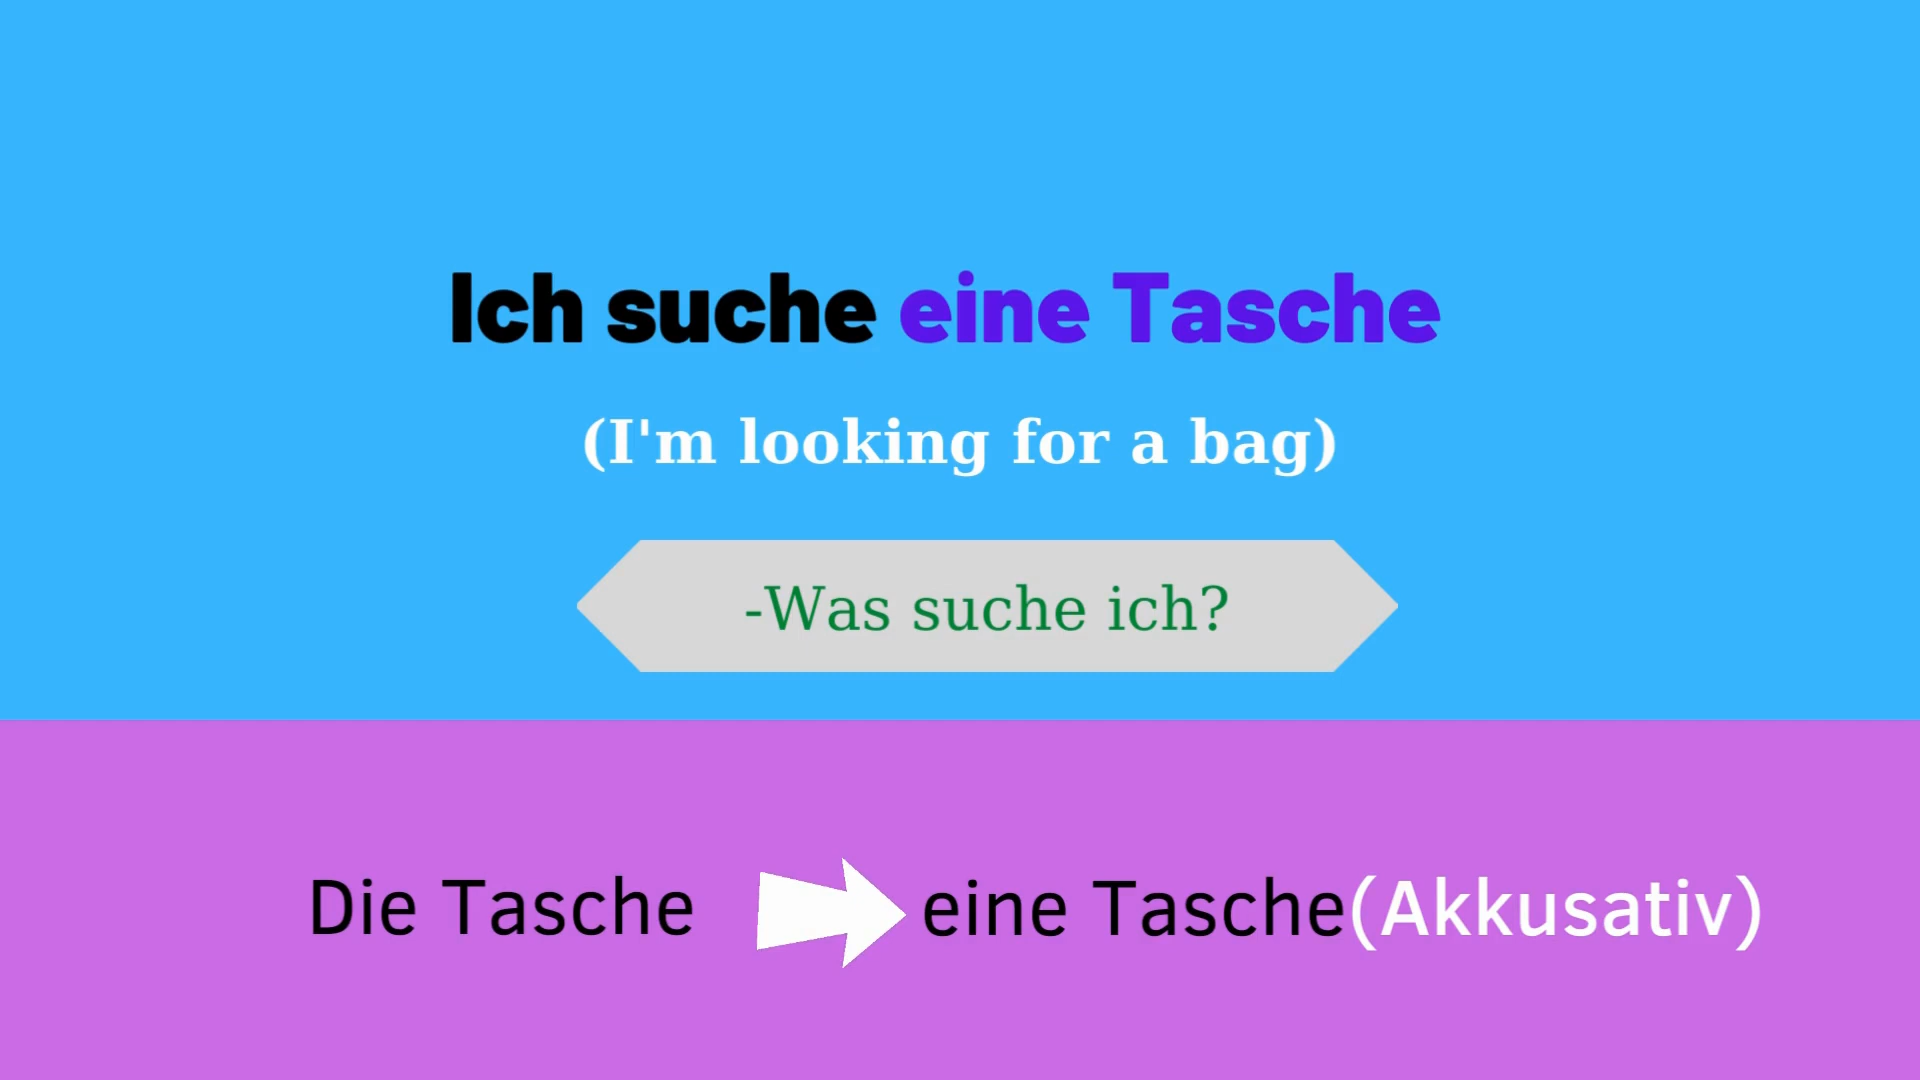 Ich suche eine Tasche
(I'm looking for a bag)
-Was suche ich?
Die Tasche eine Tasche(Akkusativ)